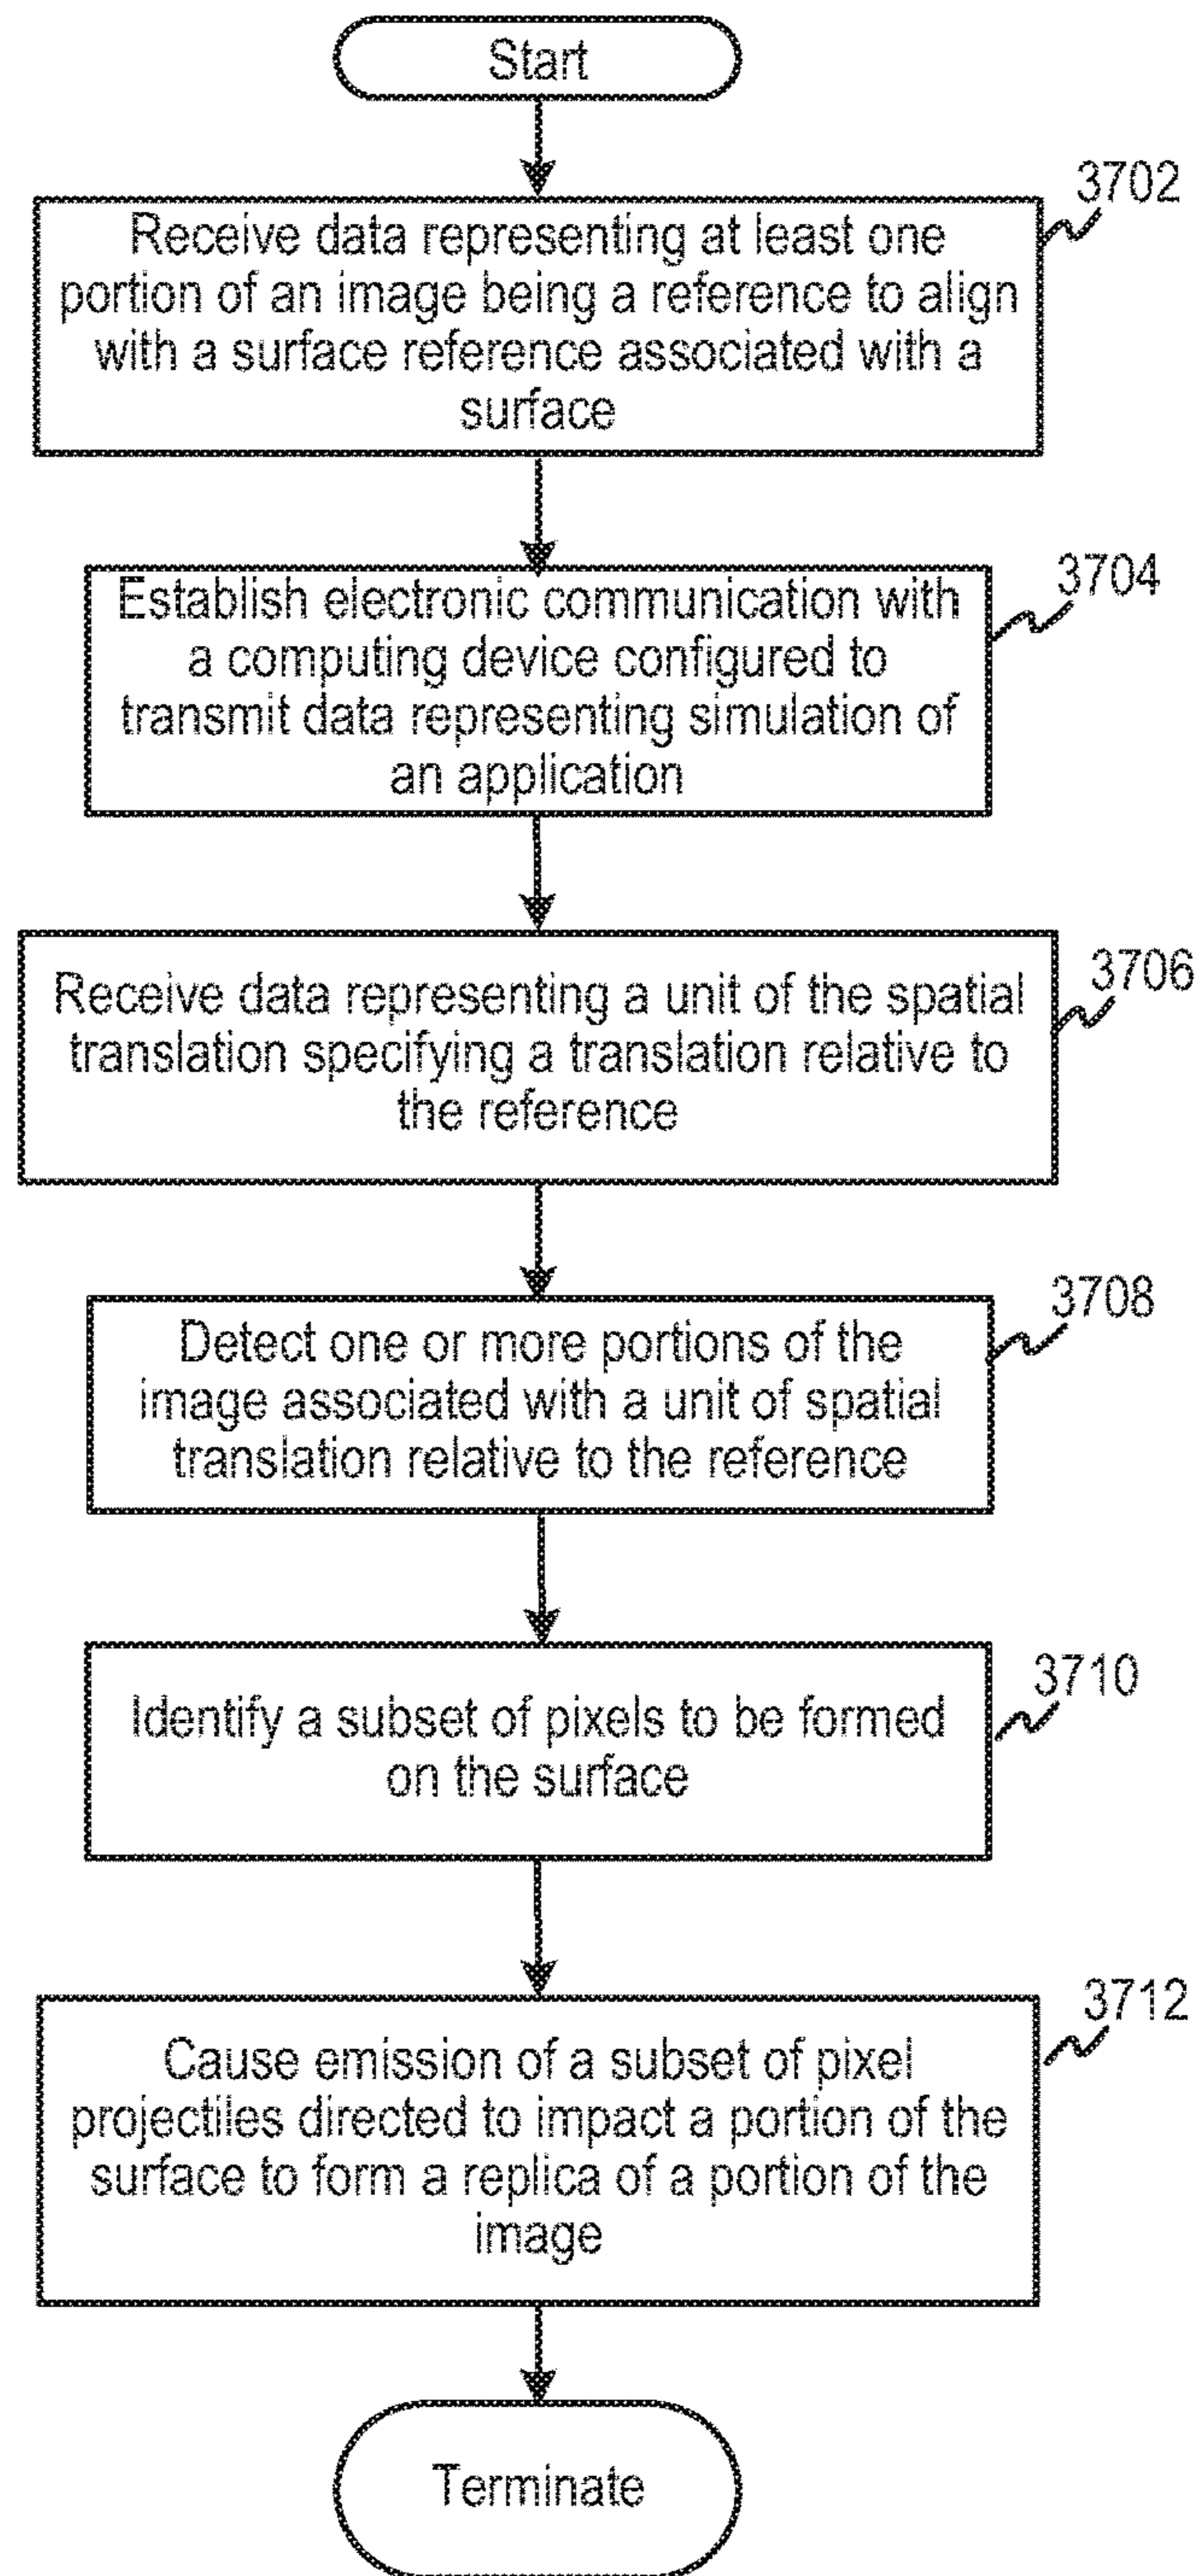 Start
3702
Receive data representing at least one
portion of an image being a reference to align
with a surface reference associated with a
surface
3704
Establish electronic communication with
a computing device configured to
transmit data representing simulation of
an application
3706
Receive data representing a unit of the spatial
translation specifying a translation relative to
the reference
3708
Detect one or more portions of the
image associated with a unit of spatial
translation relative to the reference
3710
Identify a subset of pixels to be formed
on the surface
3712
Cause emission of a subset of pixel
projectiles directed to impact a portion of the
surface to form a replica of a portion of the
image
Terminate